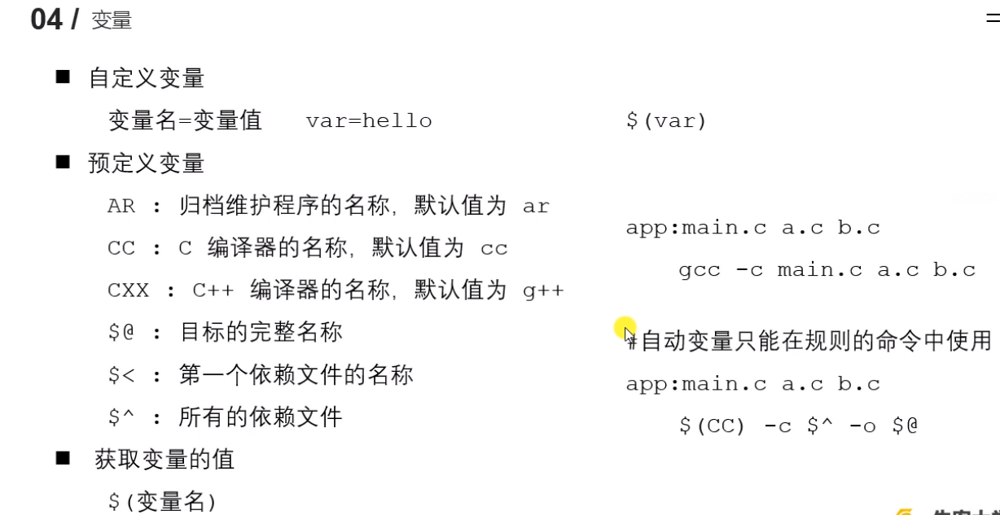 04 / 变量
■ 自定义变量
变量名=变量值 var=hello $(var)
■ 预定义变量
AR : 归档维护程序的名称, 默认值为 ar
CC : C 编译器的名称, 默认值为 cc
CXX : C++ 编译器的名称, 默认值为 g++
$@ : 目标的完整名称
$< : 第一个依赖文件的名称
$^ : 所有的依赖文件
■ 获取变量的值
$(变量名)
app:main.c a.c b.c
gcc -c main.c a.c b.c
#自动变量只能在规则的命令中使用
app:main.c a.c b.c
$(CC) -c $^ -o $@